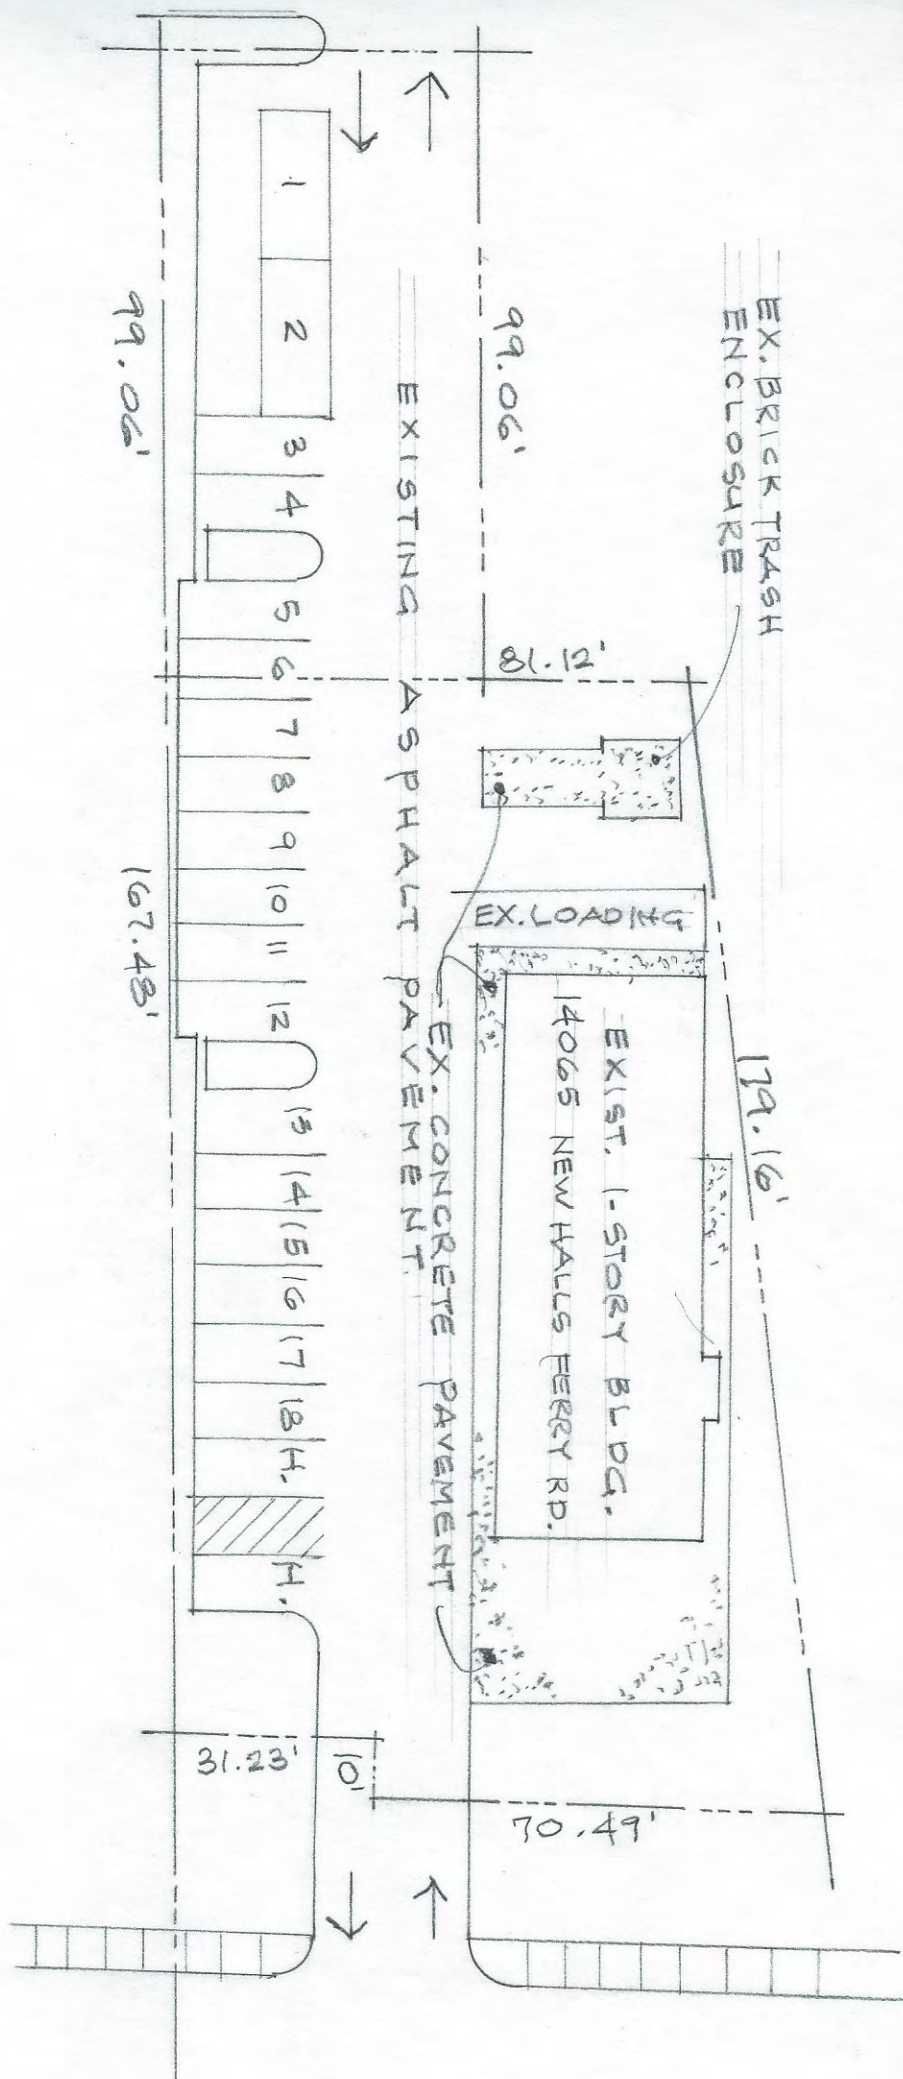 EX. BRICK TRASH
ENCLOSURE
99.06'
99.06'
1
2
3
4
5
6
7
8
9
10
11
12
13
14
15
16
17
18
H.
H.
EXISTING ASPHALT PAVEMENT.
81.12'
167.48'
179.16'
EX. LOADING
EXIST. 1-STORY BLDG.
14065 NEW HALLS FERRY RD.
EX. CONCRETE PAVEMENT
31.23'
10'
70.49'